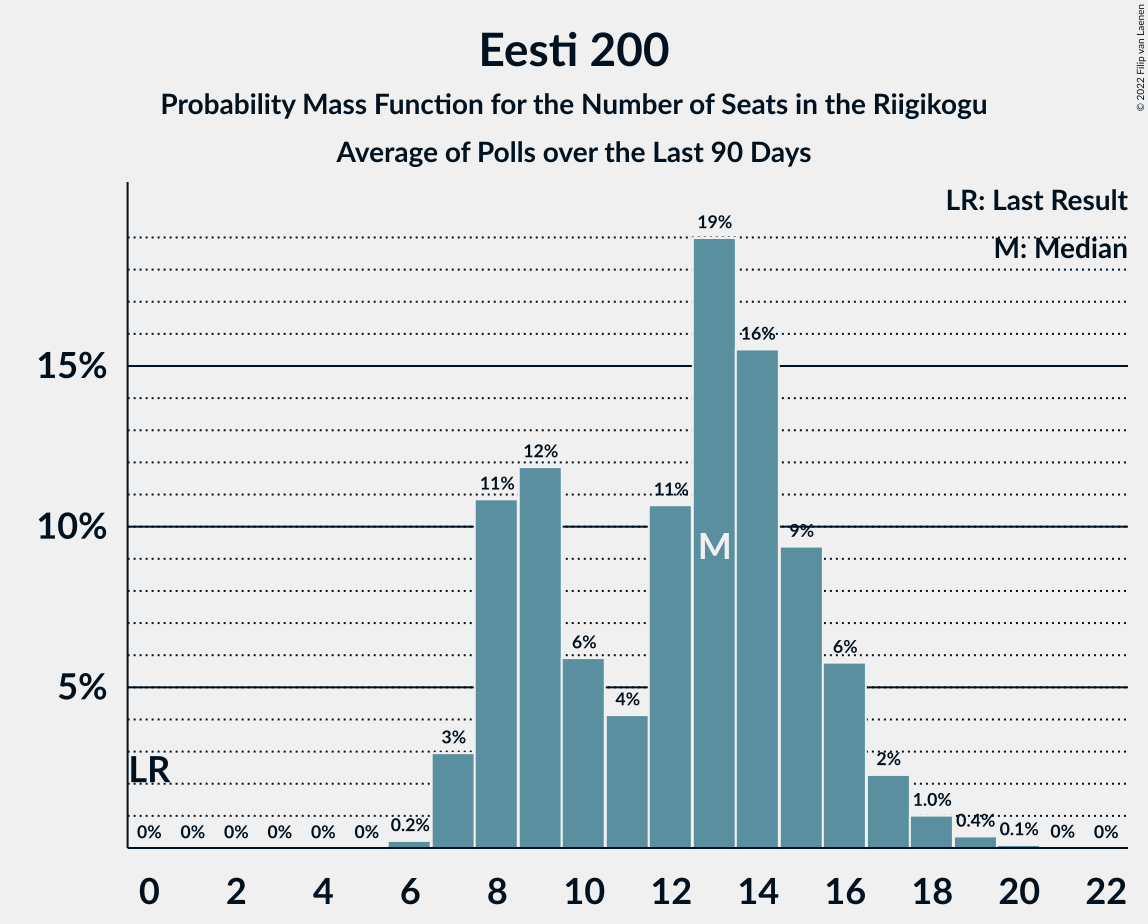 Eesti 200
Probability Mass Function for the Number of Seats in the Riigikogu
Average of Polls over the Last 90 Days
© 2022 Filip van Laenen
LR: Last Result
M: Median
15%
10%
5%
0% 0% 0% 0% 0% 0% 0.2% 3% 11% 12% 6% 4% 11% 19% 16% 9% 6% 2% 1.0% 0.4% 0.1% 0% 0%
LR
M
0 2 4 6 8 10 12 14 16 18 20 22